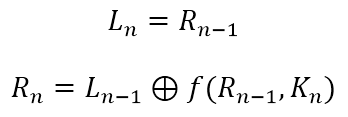 Lₙ = Rₙ₋₁
Rₙ = Lₙ₋₁ ⊕ f(Rₙ₋₁, Kₙ)